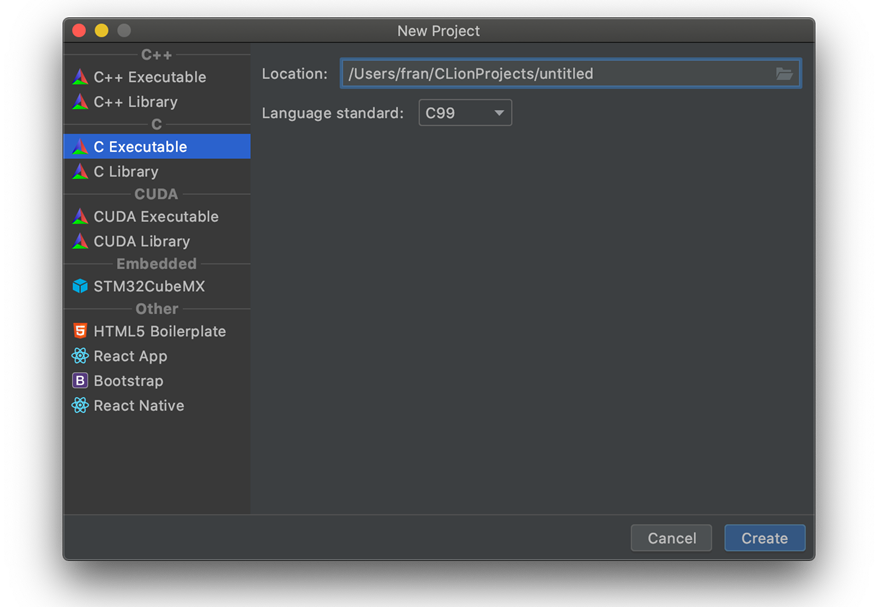 New Project
C++
C++ Executable
C++ Library
C
C Executable
C Library
CUDA
CUDA Executable
CUDA Library
Embedded
STM32CubeMX
Other
5 HTML5 Boilerplate
React App
B Bootstrap
React Native
Location: /Users/fran/CLionProjects/untitled
Language standard: C99
Cancel Create